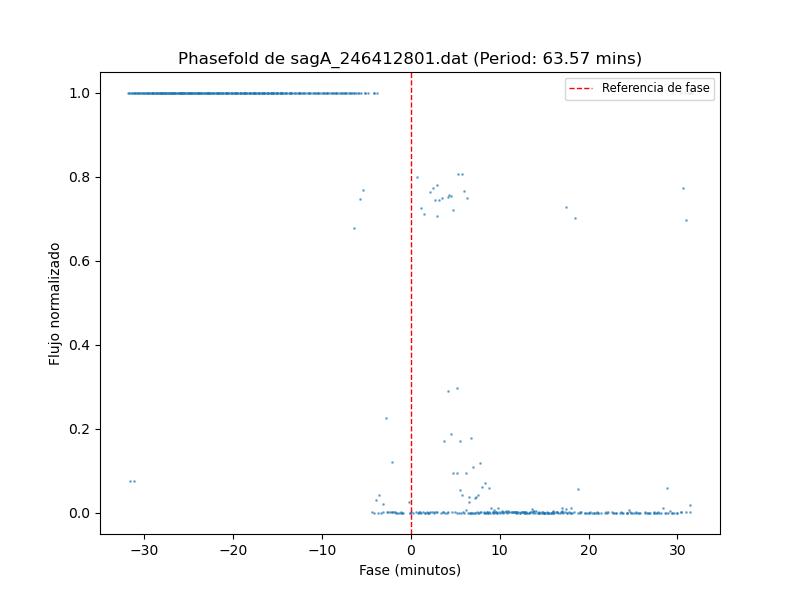 Phasefold de sagA_246412801.dat (Period: 63.57 mins)
Referencia de fase
Flujo normalizado
1.0
0.8
0.6
0.4
0.2
0.0
−30 −20 −10 0 10 20 30
Fase (minutos)